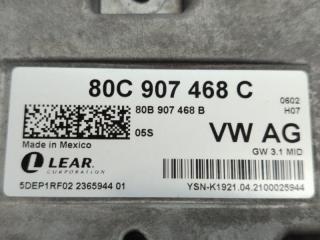 80C 907 468 C
80B 907 468 B
0602
H07
05S
VW AG
GW 3.1 MID
Made in Mexico
LEAR
CORPORATION
5DEP1RF02 2365944 01
YSN-K1921.04.2100025944